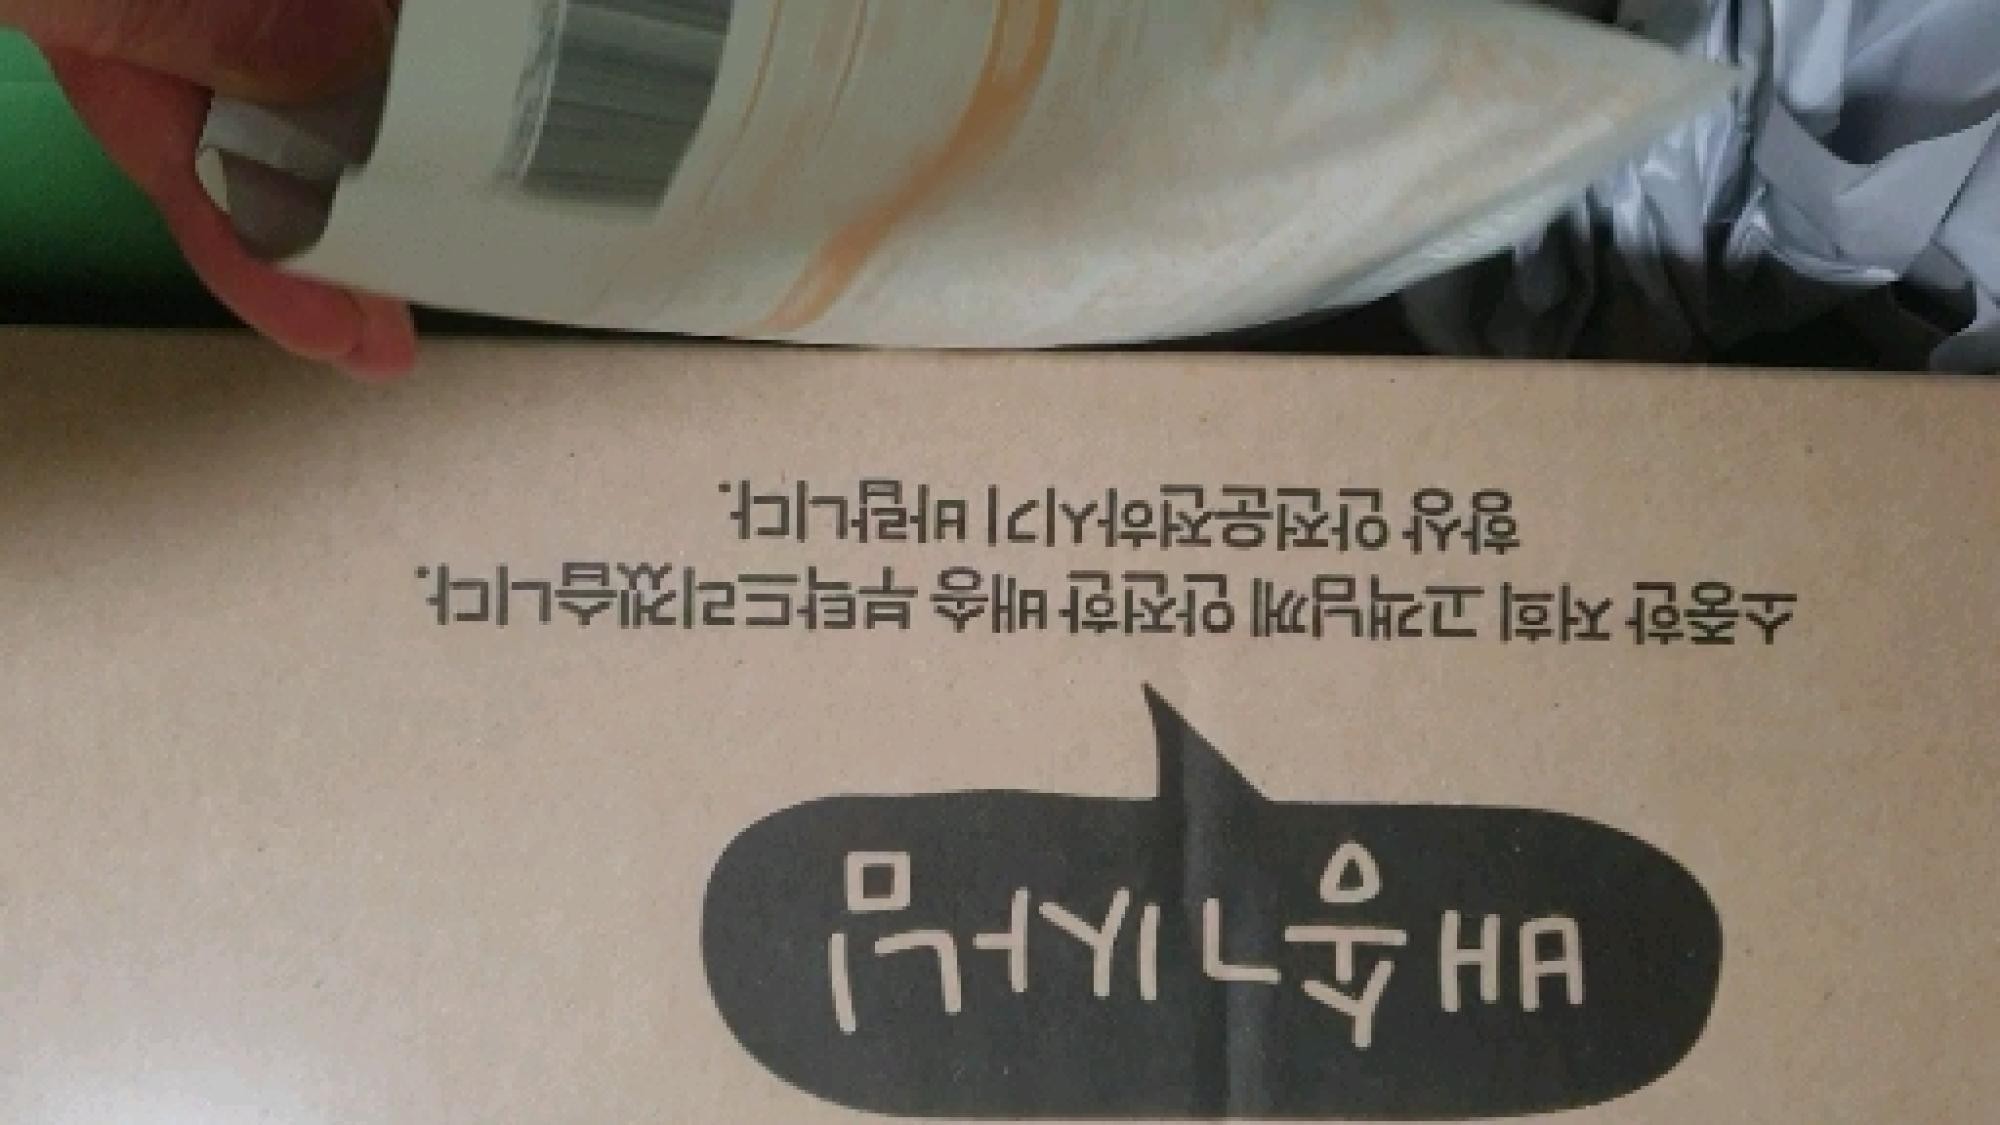 배송기사님
소중한 저희 고객님께 안전한 배송 부탁드리겠습니다.
항상 안전운전하시기 바랍니다.